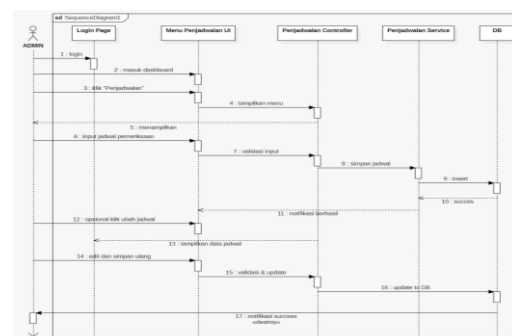 sd SequenceDiagram1
Login Page
Menu Penjadwalan UI
Penjadwalan Controller
Penjadwalan Service
DB
ADMIN
1 : login
2 : masuk dashboard
3 : klik "Penjadwalan"
4 : tampilkan menu
5 : menampilkan
6 : input jadwal pemeriksaan
7 : validasi input
8 : simpan jadwal
9 : insert
10 : succes
11 : notifikasi berhasil
12 : opsional klik ubah jadwal
13 : tampilkan data jadwal
14 : edit dan simpan ulang
15 : validasi & update
16 : update to DB
17 : notifikasi success
«destroy»